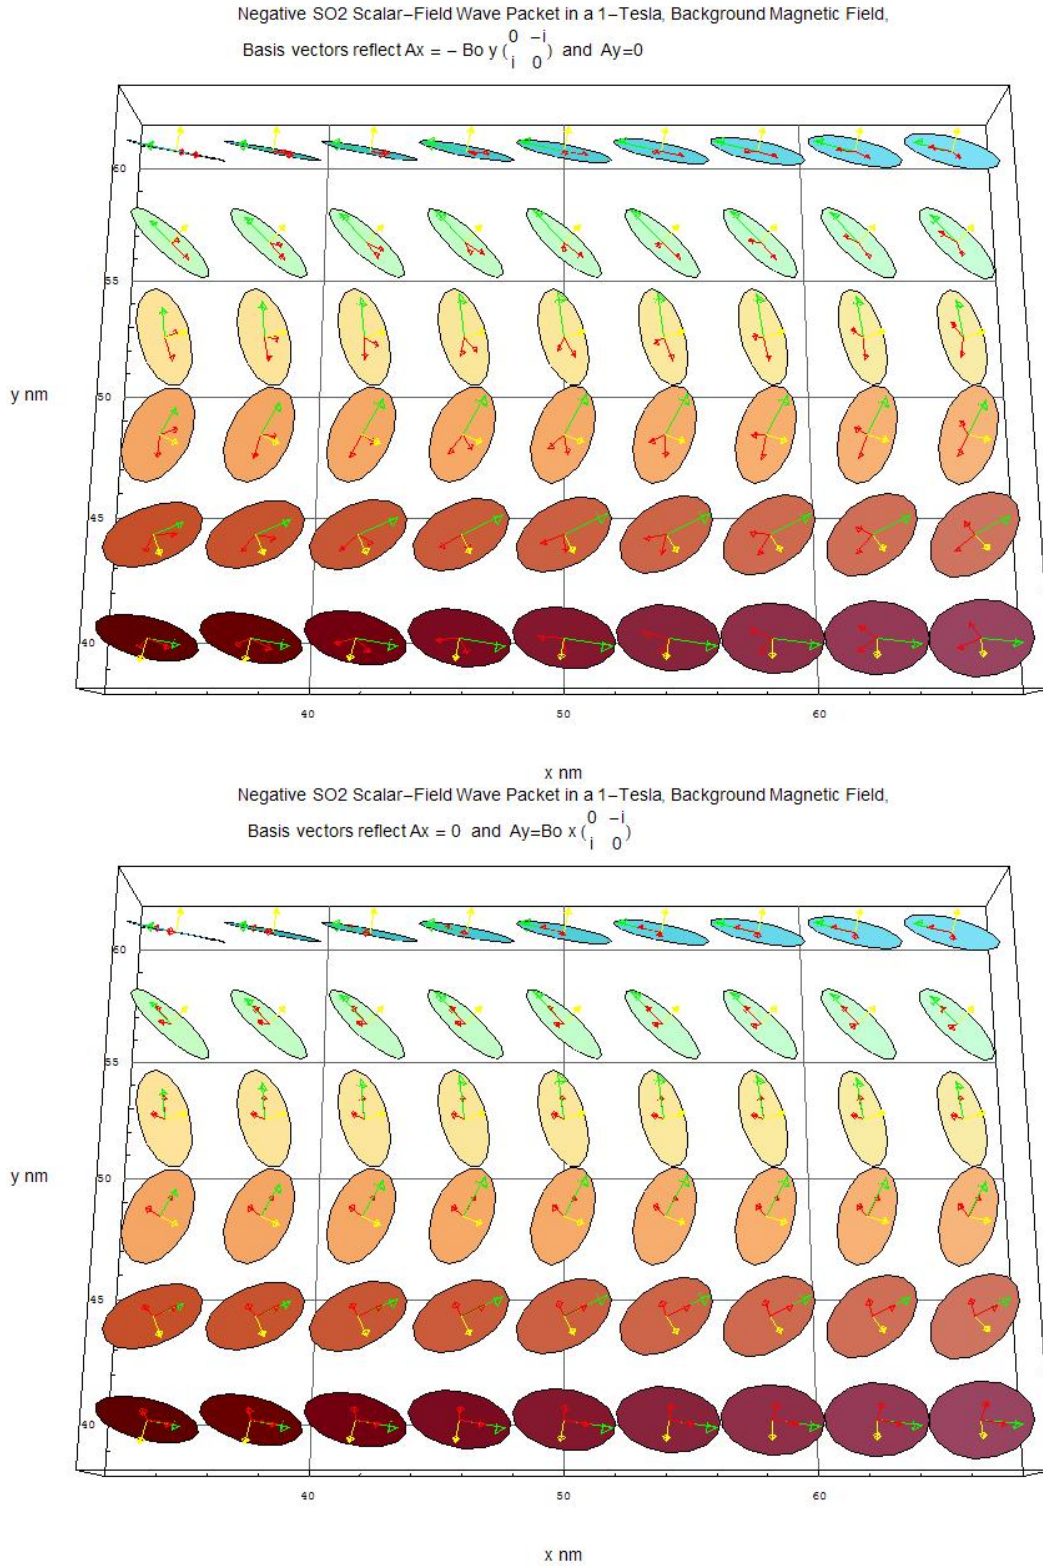 Negative SO2 Scalar−Field Wave Packet in a 1−Tesla, Background Magnetic Field,
Basis vectors reflect Ax = − Bo y ( 0 −i
i 0 ) and Ay=0
60
55
y nm
50
45
40
40 50 60
x nm
Negative SO2 Scalar−Field Wave Packet in a 1−Tesla, Background Magnetic Field,
Basis vectors reflect Ax = 0 and Ay=Bo x ( 0 −i
i 0 )
60
55
y nm
50
45
40
40 50 60
x nm